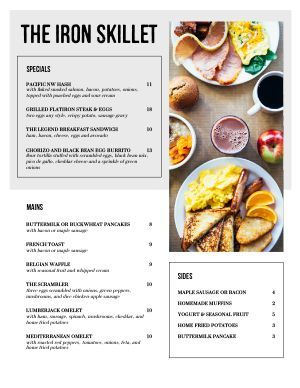 THE IRON SKILLET
SPECIALS
PACIFIC NW HASH 11
with flaked smoked salmon, bacon, potatoes, onions,
topped with poached eggs and sour cream
GRILLED FLATIRON STEAK & EGGS 18
two eggs any style, crispy potato, sausage gravy
THE LEGEND BREAKFAST SANDWICH 10
ham, bacon, cheese, eggs and avocado
CHORIZO AND BLACK BEAN EGG BURRITO 13
flour tortilla stuffed with scrambled eggs, black bean mix,
pico de gallo, cheddar cheese and a sprinkle of green
onions
MAINS
BUTTERMILK OR BUCKWHEAT PANCAKES 8
with bacon or maple sausage
FRENCH TOAST 9
with bacon or maple sausage
BELGIAN WAFFLE 9
with seasonal fruit and whipped cream
THE SCRAMBLER 10
three eggs scrambled with onions, green peppers,
mushrooms, and diced chicken apple sausage
LUMBERJACK OMELET 10
with ham, sausage, spinach, mushrooms, cheddar, and
home fried potatoes
MEDITERRANEAN OMELET 10
with roasted red peppers, tomatoes, onions, feta, and
home fried potatoes
SIDES
MAPLE SAUSAGE OR BACON 4
HOMEMADE MUFFINS 2
YOGURT & SEASONAL FRUIT 5
HOME FRIED POTATOES 3
BUTTERMILK PANCAKE 3